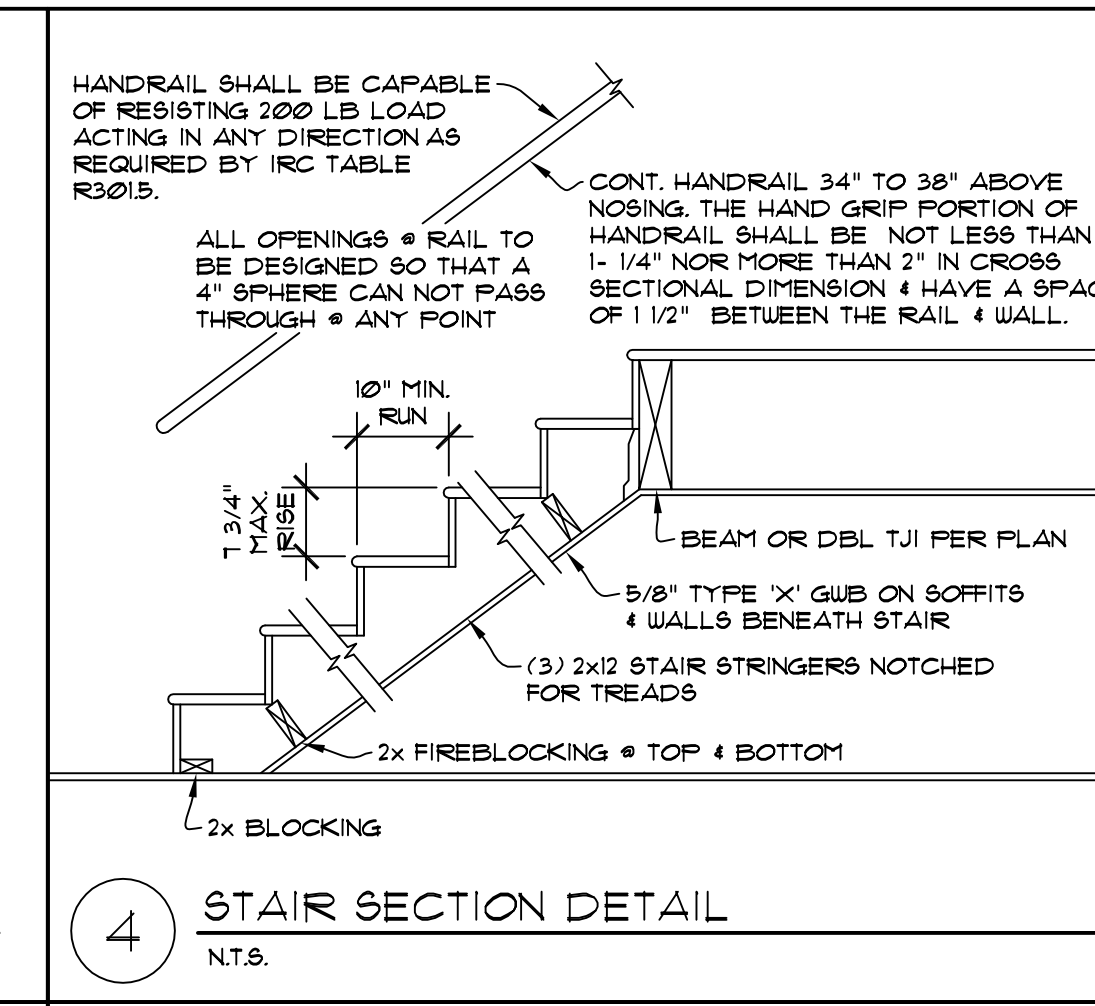 HANDRAIL SHALL BE CAPABLE
OF RESISTING 200 LB LOAD
ACTING IN ANY DIRECTION AS
REQUIRED BY IRC TABLE
R301.5.
CONT. HANDRAIL 34" TO 38" ABOVE
NOSING. THE HAND GRIP PORTION OF
HANDRAIL SHALL BE NOT LESS THAN
1- 1/4" NOR MORE THAN 2" IN CROSS
SECTIONAL DIMENSION & HAVE A
OF 1 1/2" BETWEEN THE RAIL & WALL.
ALL OPENINGS @ RAIL TO
BE DESIGNED SO THAT A
4" SPHERE CAN NOT PASS
THROUGH @ ANY POINT
10" MIN.
RUN
7 3/4"
MAX.
RISE
BEAM OR DBL TJI PER PLAN
5/8" TYPE 'X' GWB ON SOFFITS
& WALLS BENEATH STAIR
(3) 2x12 STAIR STRINGERS NOTCHED
FOR TREADS
2x FIREBLOCKING @ TOP & BOTTOM
2x BLOCKING
4
STAIR SECTION DETAIL
N.T.S.